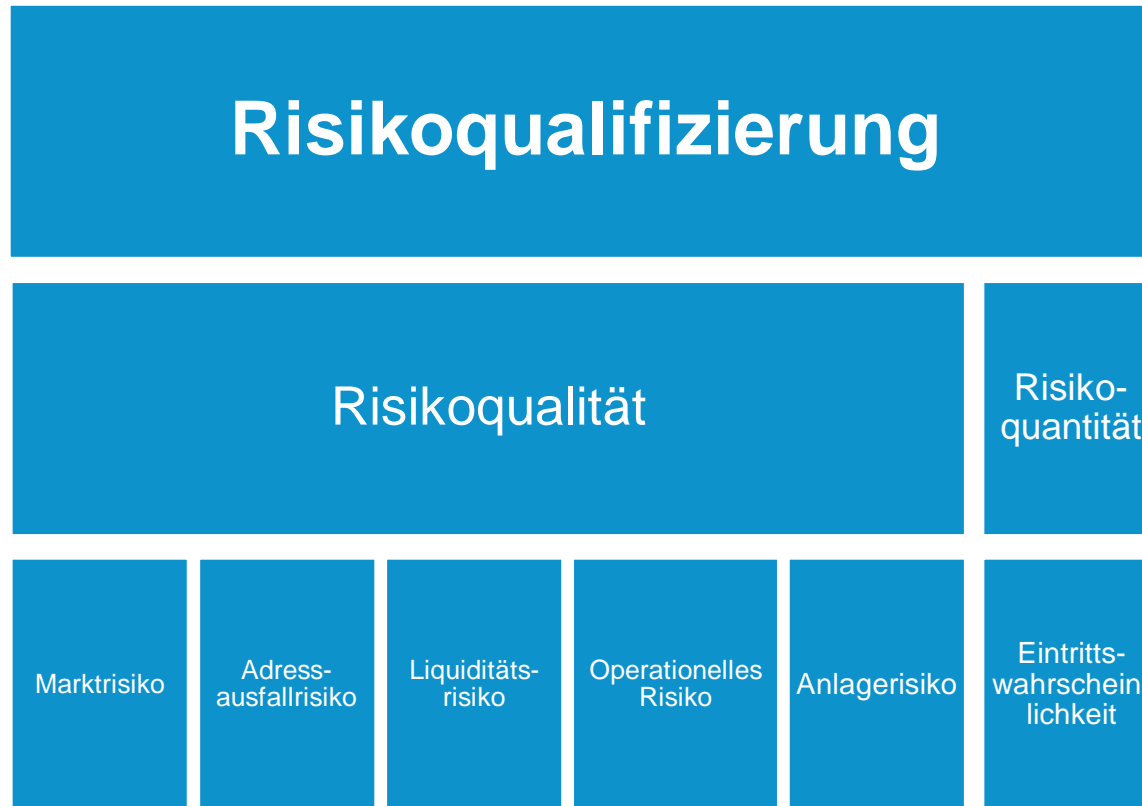 Risikoqualifizierung
Risikoqualität
Risiko-
quantität
Marktrisiko
Adress-
ausfallrisiko
Liquiditäts-
risiko
Operationelles
Risiko
Anlagerisiko
Eintritts-
wahrschein
lichkeit